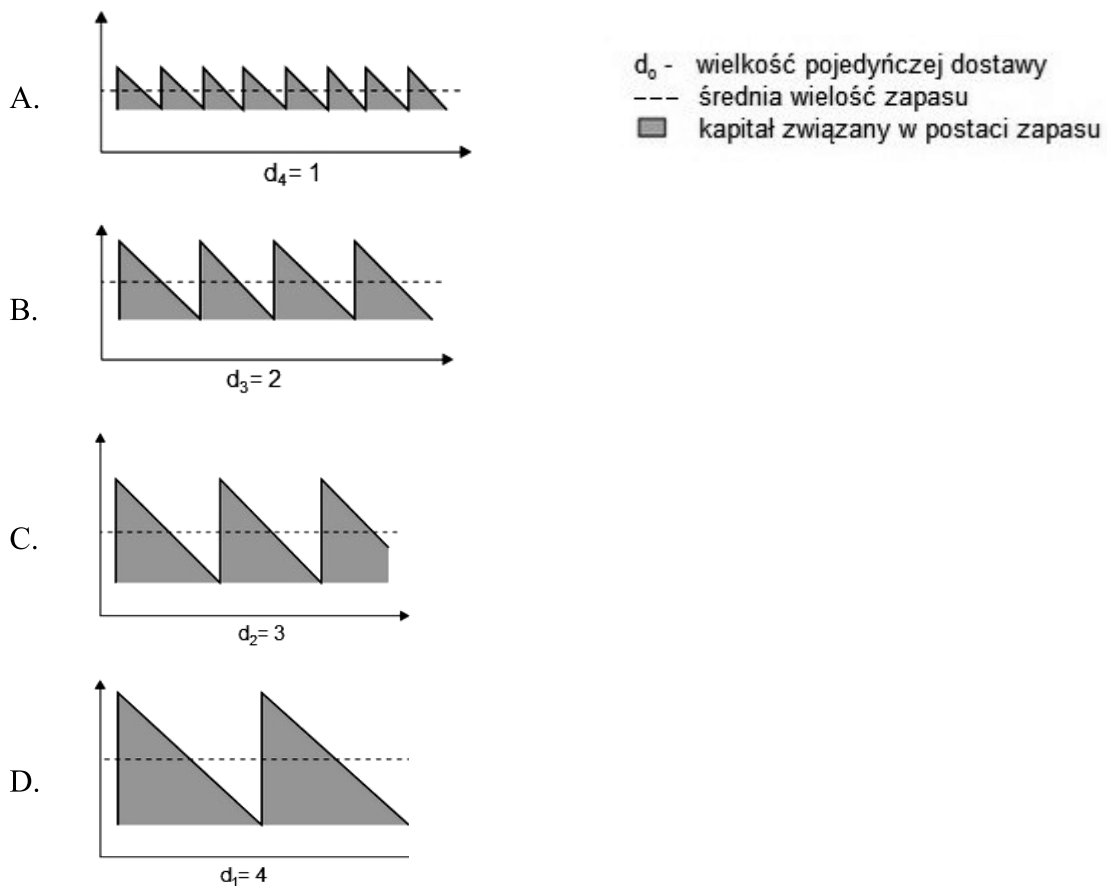 A.
d₄= 1
d₀ - wielkość pojedyńczej dostawy
--- średnia wielość zapasu
kapitał związany w postaci zapasu
B.
d₃= 2
C.
d₂= 3
D.
d₁= 4